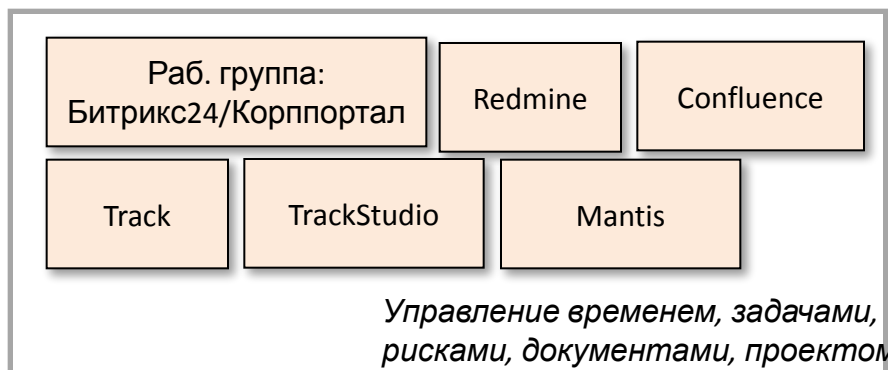 Раб. группа:
Битрикс24/Корппортал
Redmine
Confluence
Track
TrackStudio
Mantis
Управление временем, задачами,
рисками, документами, проектом